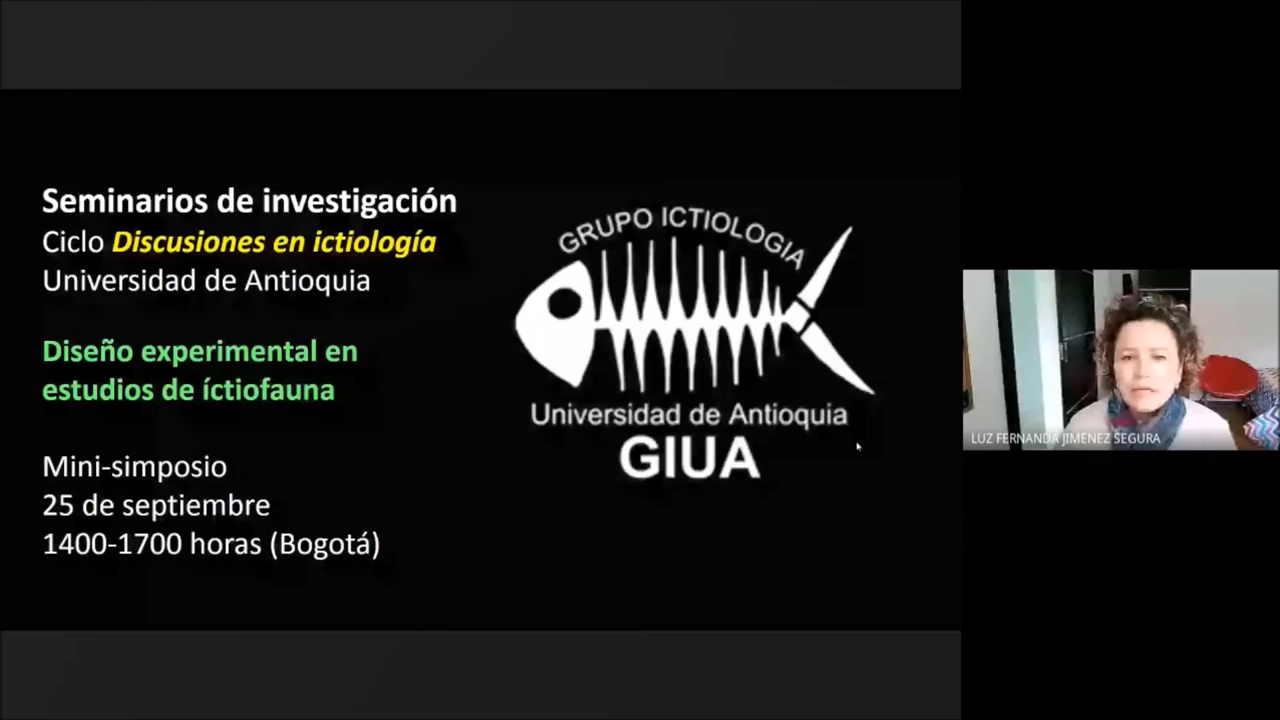 Seminarios de investigación
Ciclo Discusiones en ictiología
Universidad de Antioquia
Diseño experimental en
estudios de íctiofauna
Mini-simposio
25 de septiembre
1400-1700 horas (Bogotá)
GRUPO ICTIOLOGIA
Universidad de Antioquia
GIUA
LUZ FERNANDA JIMENEZ SEGURA